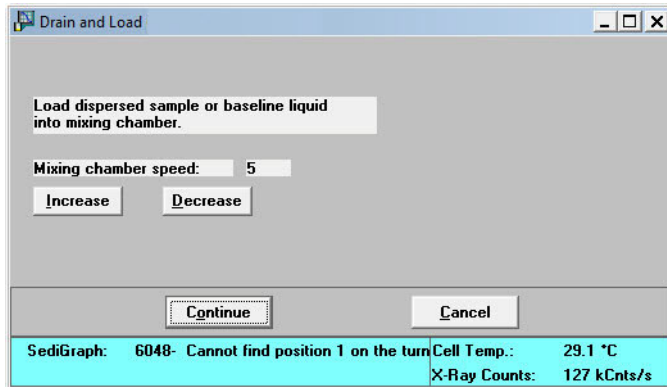 Drain and Load
Load dispersed sample or baseline liquid
into mixing chamber.
Mixing chamber speed: 5
Increase Decrease
Continue Cancel
SediGraph: 6048- Cannot find position 1 on the turn Cell Temp.: 29.1 °C
X-Ray Counts: 127 kCnts/s